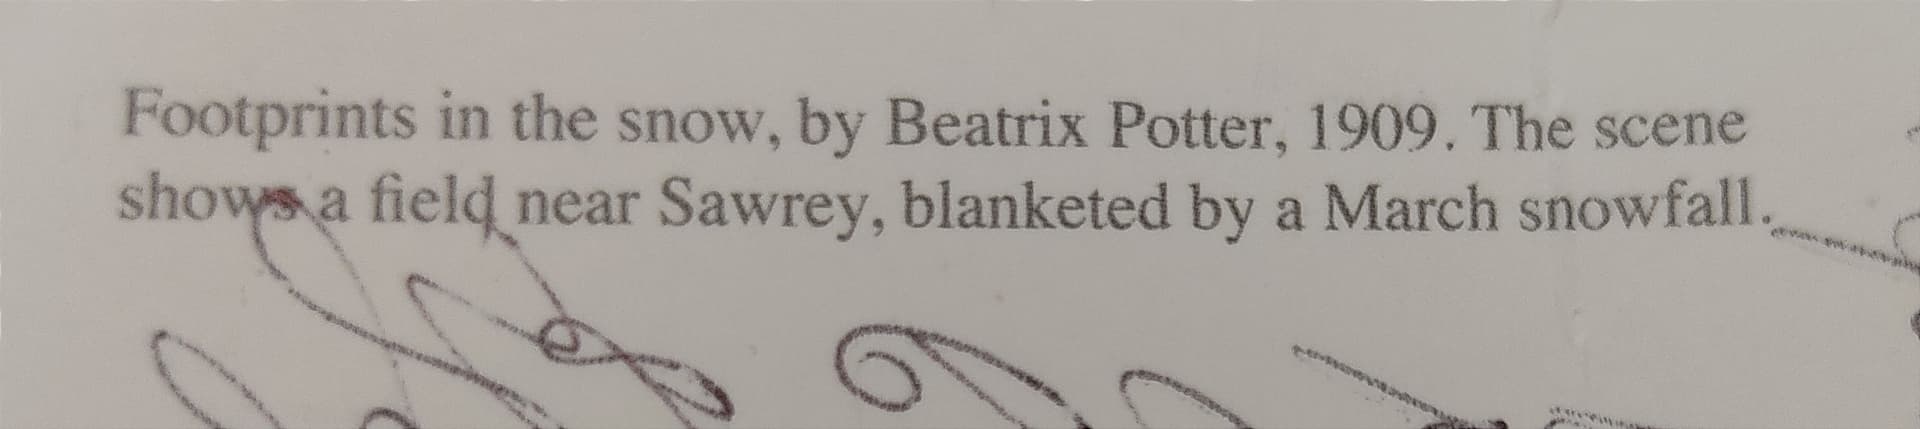 Footprints in the snow, by Beatrix Potter, 1909. The scene
shows a field near Sawrey, blanketed by a March snowfall.